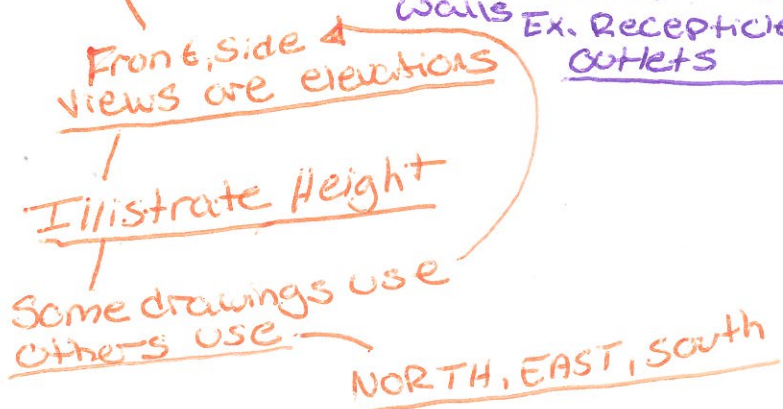 walls Ex. Recepticle
outlets
Front, side
views are elevations
Illistrate Height
Some drawings use
others use
NORTH, EAST, South